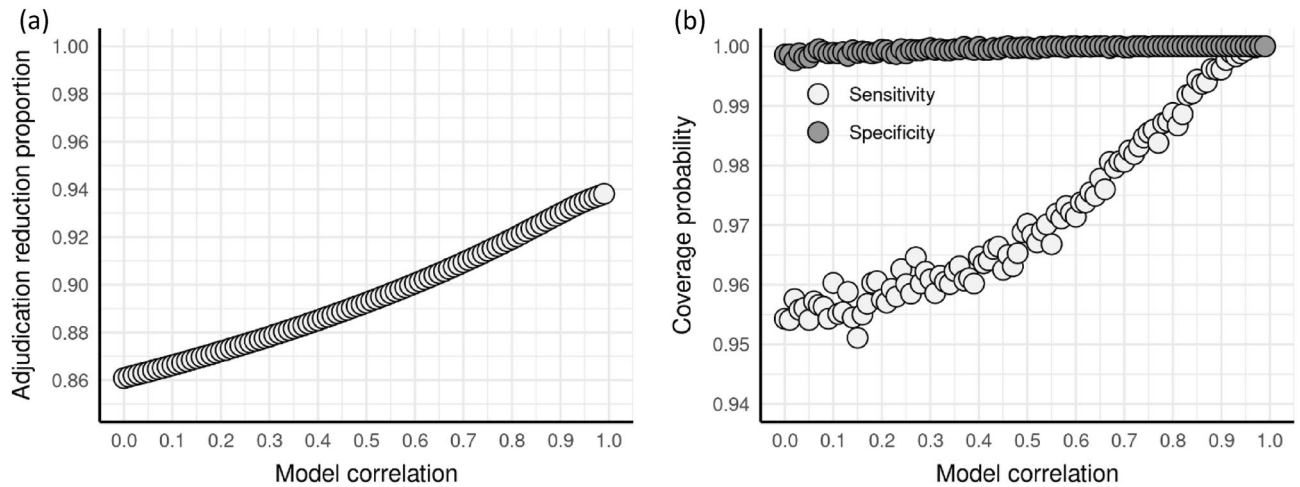 (a)
Adjudication reduction proportion
1.00
0.98
0.96
0.94
0.92
0.90
0.88
0.86
0.0 0.1 0.2 0.3 0.4 0.5 0.6 0.7 0.8 0.9 1.0
Model correlation
(b)
Coverage probability
1.00
0.99
0.98
0.97
0.96
0.95
0.94
Sensitivity
Specificity
0.0 0.1 0.2 0.3 0.4 0.5 0.6 0.7 0.8 0.9 1.0
Model correlation